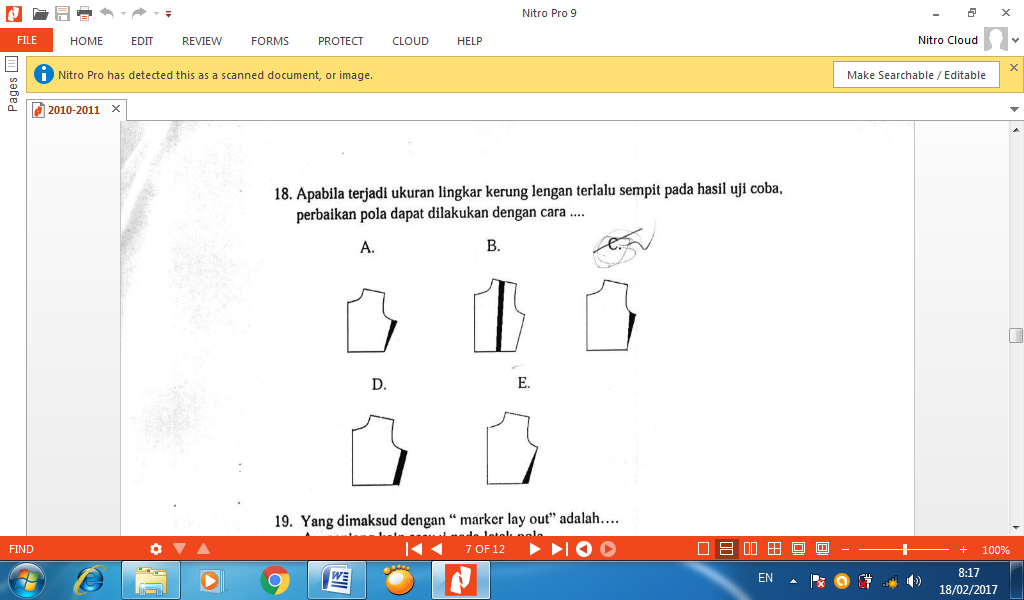 Nitro Pro 9
FILE HOME EDIT REVIEW FORMS PROTECT CLOUD HELP Nitro Cloud
Nitro Pro has detected this as a scanned document, or image. Make Searchable / Editable
Pages
2010-2011
18. Apabila terjadi ukuran lingkar kerung lengan terlalu sempit pada hasil uji coba,
perbaikan pola dapat dilakukan dengan cara ....
A. B. C.
D. E.
19. Yang dimaksud dengan “ marker lay out” adalah....
FIND 7 OF 12 100%
EN 8:17
18/02/2017